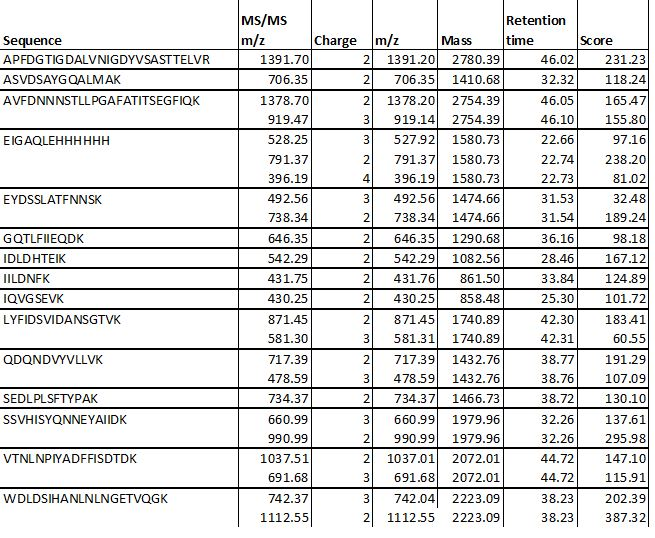 MS/MS Retention
Sequence m/z Charge m/z Mass time Score
APFDGTIGDALVNIGDYVSASTTELVR 1391.70 2 1391.20 2780.39 46.02 231.23
ASVDSAYGQALMAK 706.35 2 706.35 1410.68 32.32 118.24
AVFDNNNSTLLPGAFATITSEGFIQK 1378.70 2 1378.20 2754.39 46.05 165.47
919.47 3 919.14 2754.39 46.10 155.80
EIGAQLEHHHHHH 528.25 3 527.92 1580.73 22.66 97.16
791.37 2 791.37 1580.73 22.74 238.20
396.19 4 396.19 1580.73 22.73 81.02
EYDSSLATFNNSK 492.56 3 492.56 1474.66 31.53 32.48
738.34 2 738.34 1474.66 31.54 189.24
GQTLFIIEQDK 646.35 2 646.35 1290.68 36.16 98.18
IDLDHTEIK 542.29 2 542.29 1082.56 28.46 167.12
IILDNFK 431.75 2 431.76 861.50 33.84 124.89
IQVGSEVK 430.25 2 430.25 858.48 25.30 101.72
LYFIDSVIDANSGTVK 871.45 2 871.45 1740.89 42.30 183.41
581.30 3 581.31 1740.89 42.31 60.55
QDQNDVYVLLVK 717.39 2 717.39 1432.76 38.77 191.29
478.59 3 478.59 1432.76 38.76 107.09
SEDLPLSFTYPAK 734.37 2 734.37 1466.73 38.72 130.10
SSVHISYQNNEYAIIDK 660.99 3 660.99 1979.96 32.26 137.61
990.99 2 990.99 1979.96 32.26 295.98
VTNLNPIYADFFISDTDK 1037.51 2 1037.01 2072.01 44.72 147.10
691.68 3 691.68 2072.01 44.72 115.91
WDLDSIHANLNLNGETVQGK 742.37 3 742.04 2223.09 38.23 202.39
1112.55 2 1112.55 2223.09 38.23 387.32